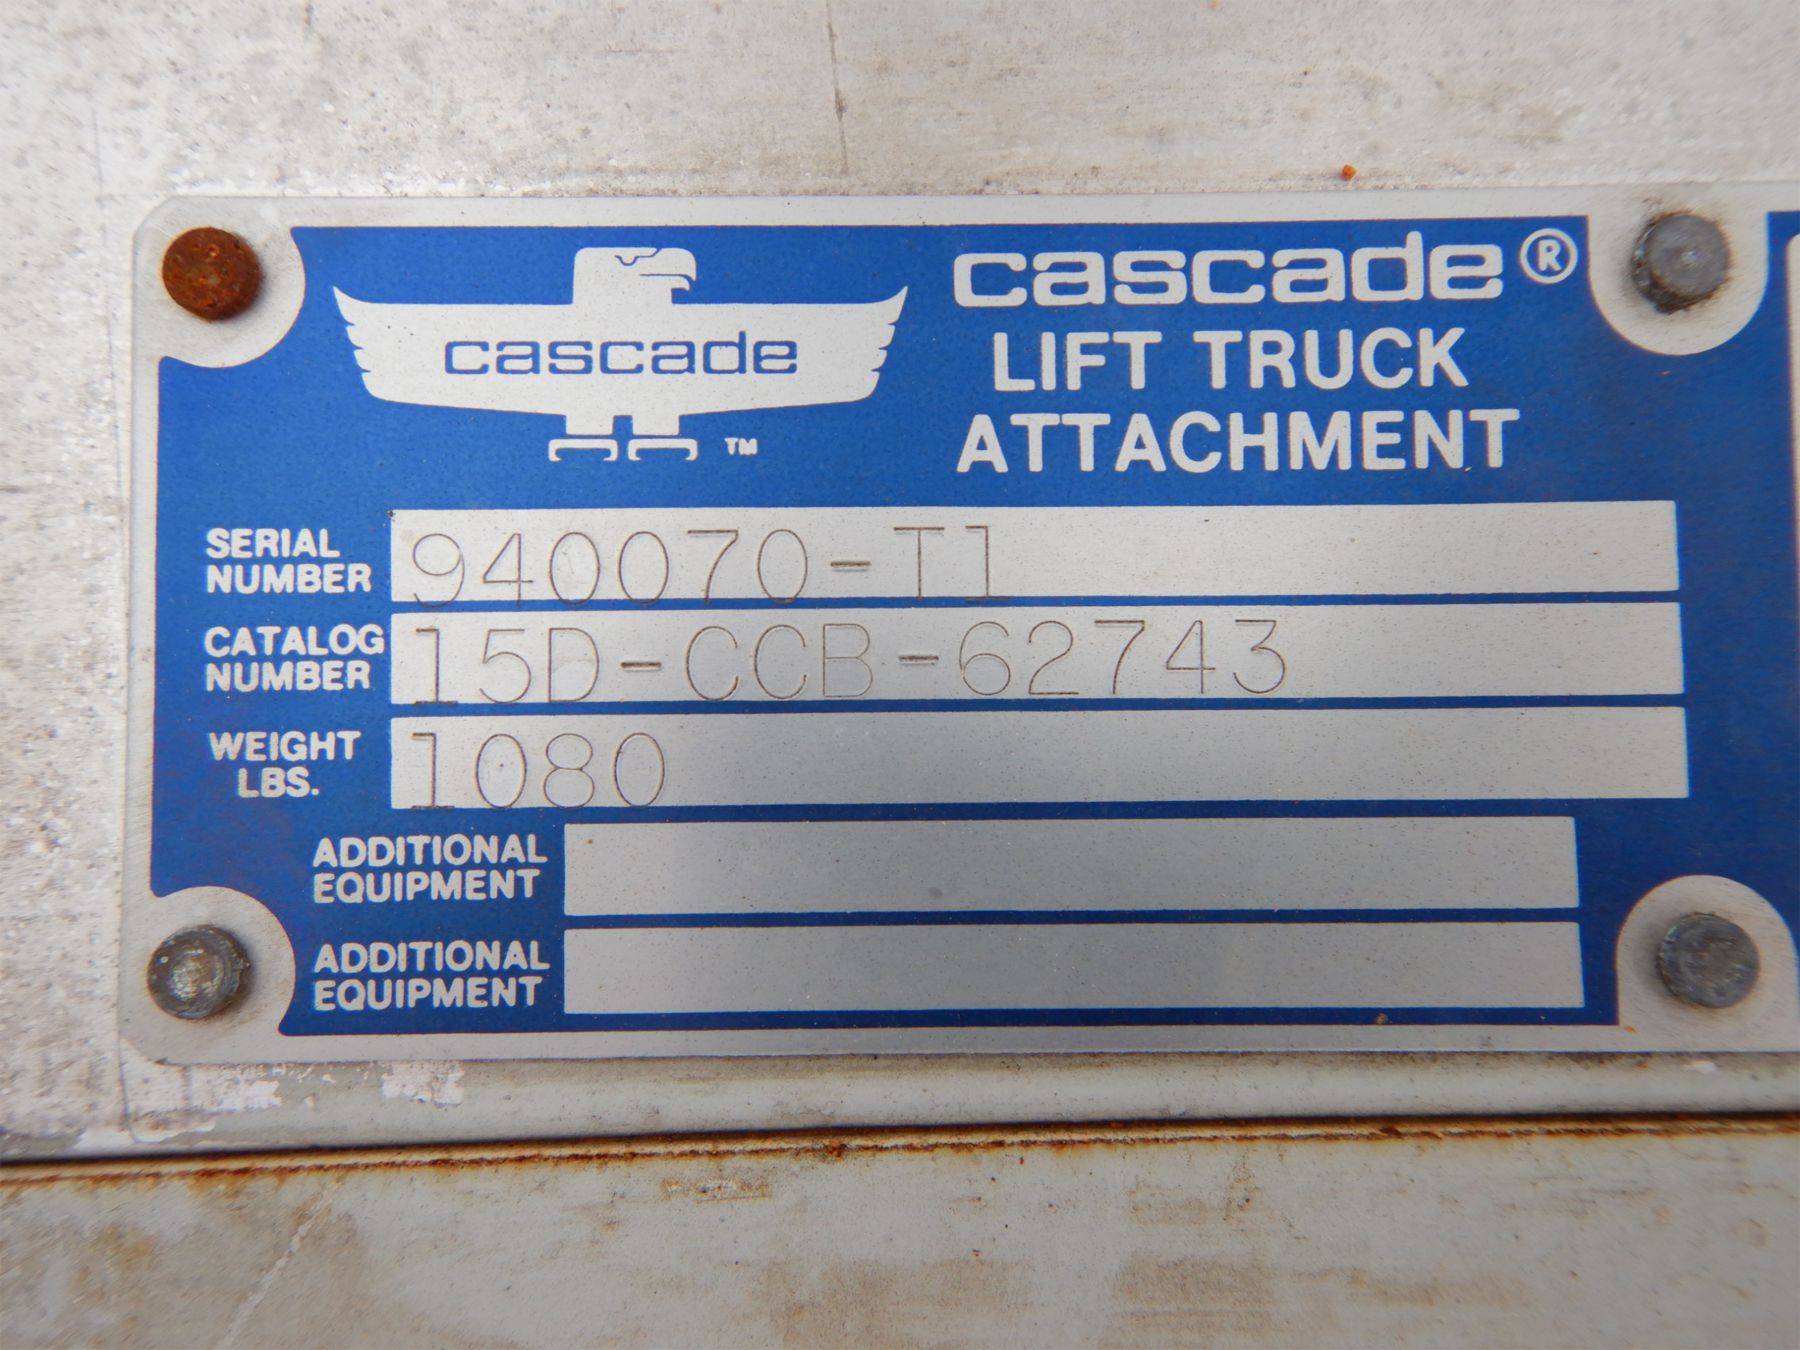 cascade
™
cascade®
LIFT TRUCK
ATTACHMENT
SERIAL
NUMBER
940070-T1
CATALOG
NUMBER
15D-CCB-62743
WEIGHT
LBS.
1080
ADDITIONAL
EQUIPMENT
ADDITIONAL
EQUIPMENT